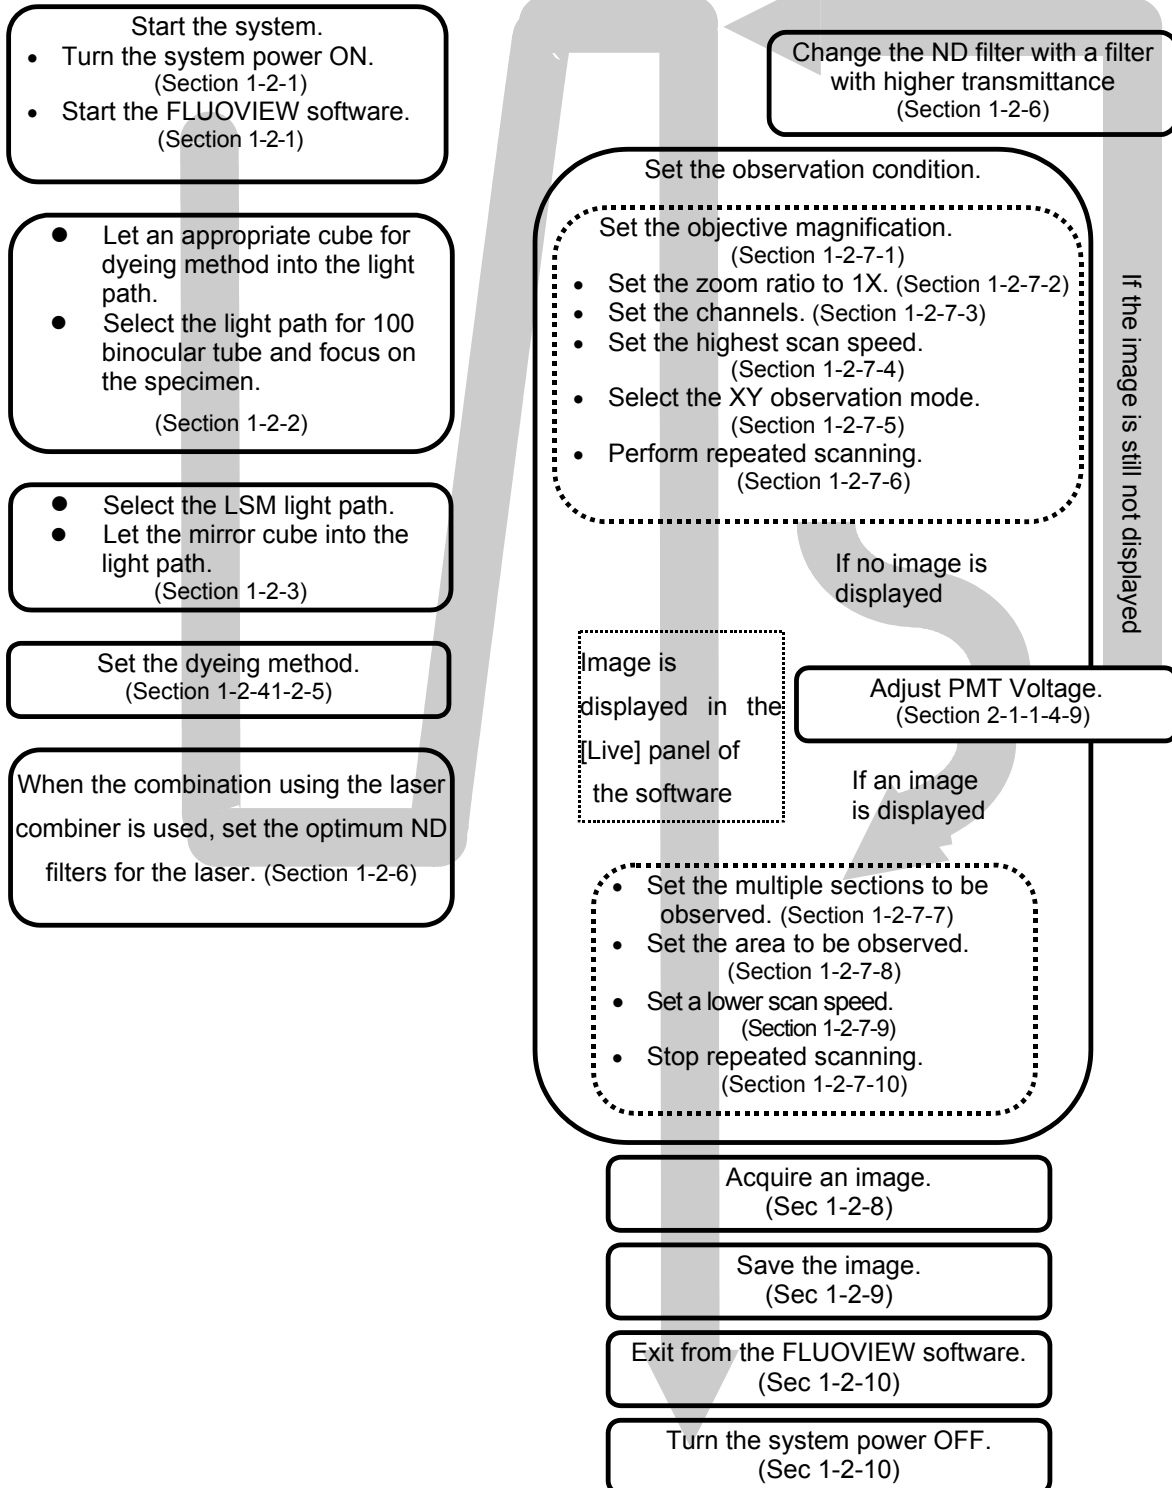 Start the system.
• Turn the system power ON.
(Section 1-2-1)
• Start the FLUOVIEW software.
(Section 1-2-1)
● Let an appropriate cube for
dyeing method into the light
path.
● Select the light path for 100
binocular tube and focus on
the specimen.
(Section 1-2-2)
● Select the LSM light path.
● Let the mirror cube into the
light path.
(Section 1-2-3)
Set the dyeing method.
(Section 1-2-41-2-5)
When the combination using the laser
combiner is used, set the optimum ND
filters for the laser. (Section 1-2-6)
Change the ND filter with a filter
with higher transmittance
(Section 1-2-6)
Set the observation condition.
Set the objective magnification.
(Section 1-2-7-1)
• Set the zoom ratio to 1X. (Section 1-2-7-2)
• Set the channels. (Section 1-2-7-3)
• Set the highest scan speed.
(Section 1-2-7-4)
• Select the XY observation mode.
(Section 1-2-7-5)
• Perform repeated scanning.
(Section 1-2-7-6)
If no image is
displayed
If the image is still not displayed
Image is
displayed in the
[Live] panel of
the software
Adjust PMT Voltage.
(Section 2-1-1-4-9)
If an image
is displayed
• Set the multiple sections to be
observed. (Section 1-2-7-7)
• Set the area to be observed.
(Section 1-2-7-8)
• Set a lower scan speed.
(Section 1-2-7-9)
• Stop repeated scanning.
(Section 1-2-7-10)
Acquire an image.
(Sec 1-2-8)
Save the image.
(Sec 1-2-9)
Exit from the FLUOVIEW software.
(Sec 1-2-10)
Turn the system power OFF.
(Sec 1-2-10)